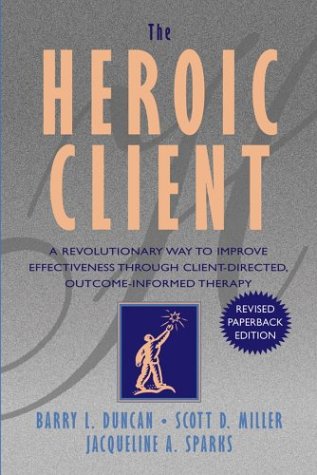 The
HEROIC
CLIENT
A REVOLUTIONARY WAY TO IMPROVE
EFFECTIVENESS THROUGH CLIENT-DIRECTED,
OUTCOME-INFORMED THERAPY
REVISED
PAPERBACK
EDITION
BARRY L. DUNCAN • SCOTT D. MILLER
JACQUELINE A. SPARKS